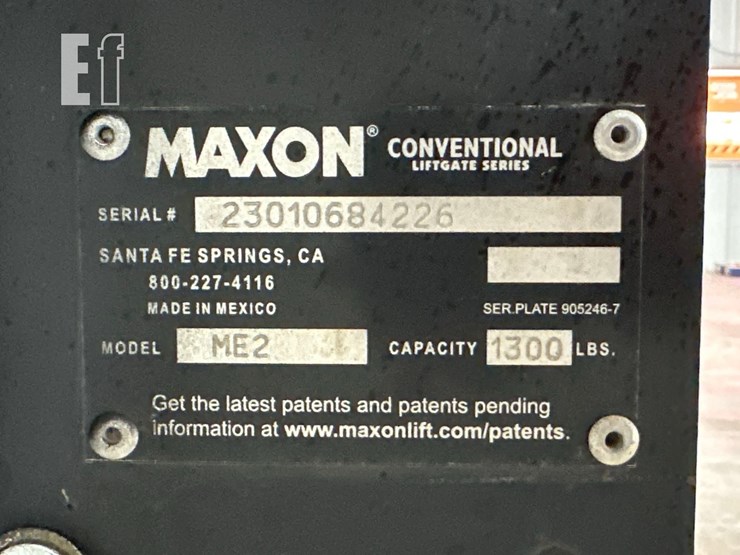 Ef
MAXON® CONVENTIONAL
LIFTGATE SERIES
SERIAL # 23010684226
SANTA FE SPRINGS, CA
800-227-4116
MADE IN MEXICO SER.PLATE 905246-7
MODEL ME2 CAPACITY 1300 LBS.
Get the latest patents and patents pending
information at www.maxonlift.com/patents.